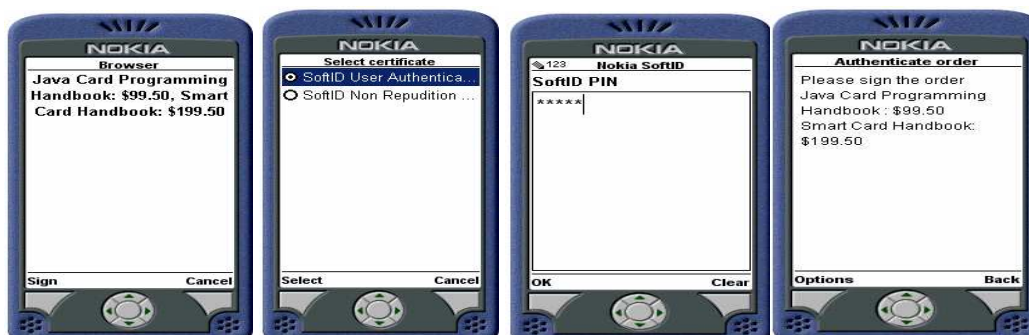 NOKIA
Browser
Java Card Programming
Handbook: $99.50, Smart
Card Handbook: $199.50
Sign Cancel
NOKIA
Select certificate
SoftID User Authentica...
SoftID Non Repudition ...
Select Cancel
NOKIA
123 Nokia SoftID
SoftID PIN
*****
OK Clear
NOKIA
Authenticate order
Please sign the order
Java Card Programming
Handbook : $99.50
Smart Card Handbook:
$199.50
Options Back